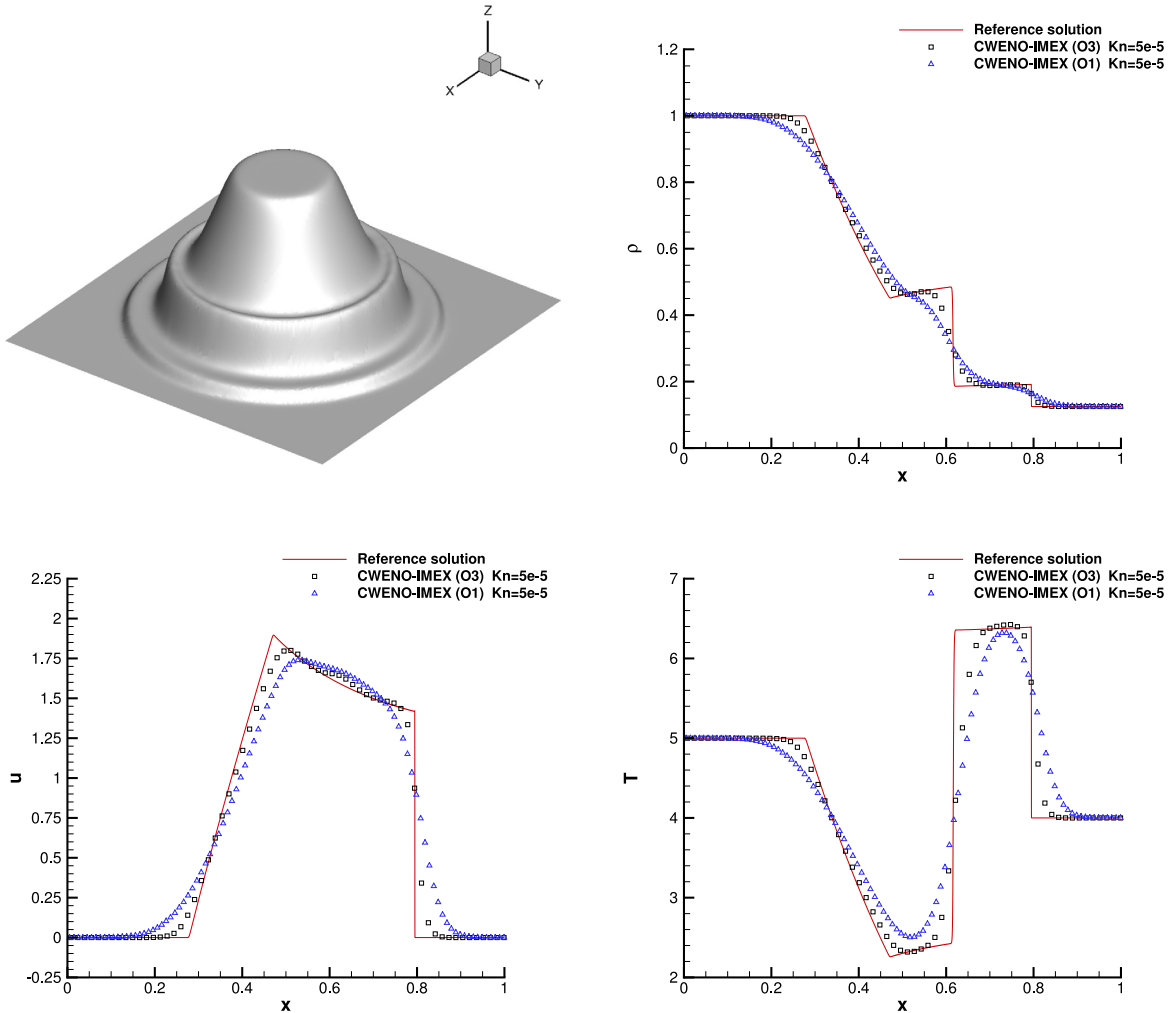 Z
X
Y
Reference solution
CWENO-IMEX (O3) Kn=5e-5
CWENO-IMEX (O1) Kn=5e-5
1.2
1
0.8
0.6
0.4
0.2
0
ρ
0 0.2 0.4 0.6 0.8 1
x
Reference solution
CWENO-IMEX (O3) Kn=5e-5
CWENO-IMEX (O1) Kn=5e-5
2.25
2
1.75
1.5
1.25
1
0.75
0.5
0.25
0
-0.25
u
0 0.2 0.4 0.6 0.8 1
x
Reference solution
CWENO-IMEX (O3) Kn=5e-5
CWENO-IMEX (O1) Kn=5e-5
7
6
5
4
3
2
T
0 0.2 0.4 0.6 0.8 1
x